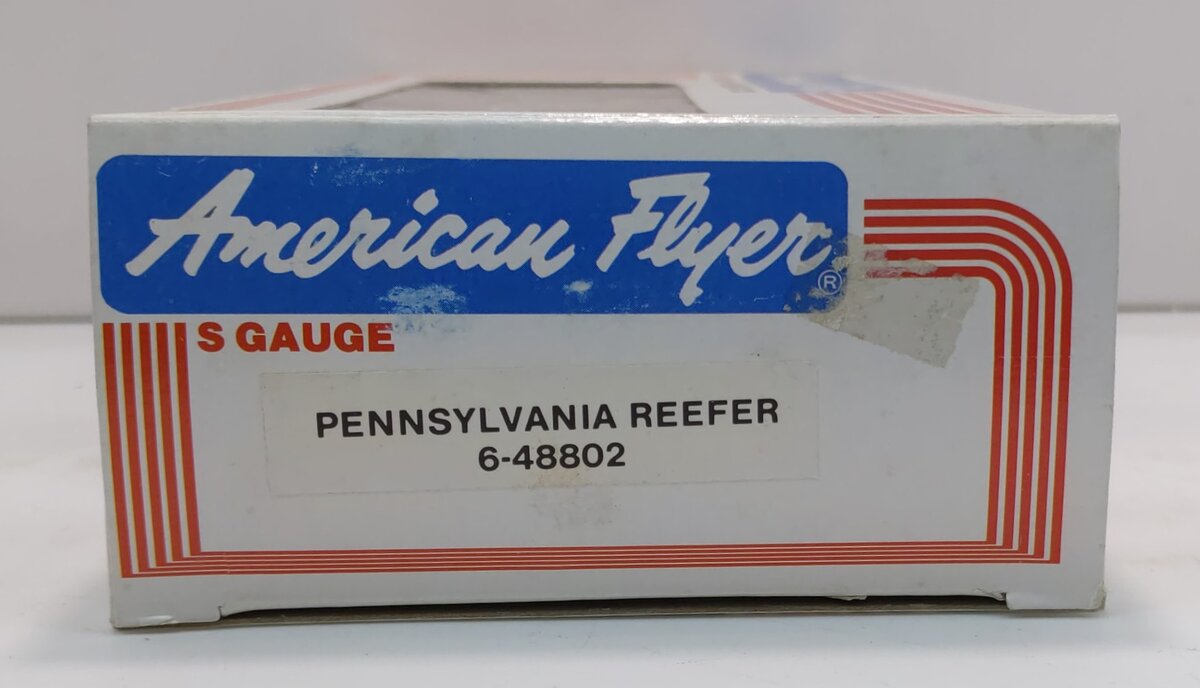 American Flyer®
S GAUGE
PENNSYLVANIA REEFER
6-48802